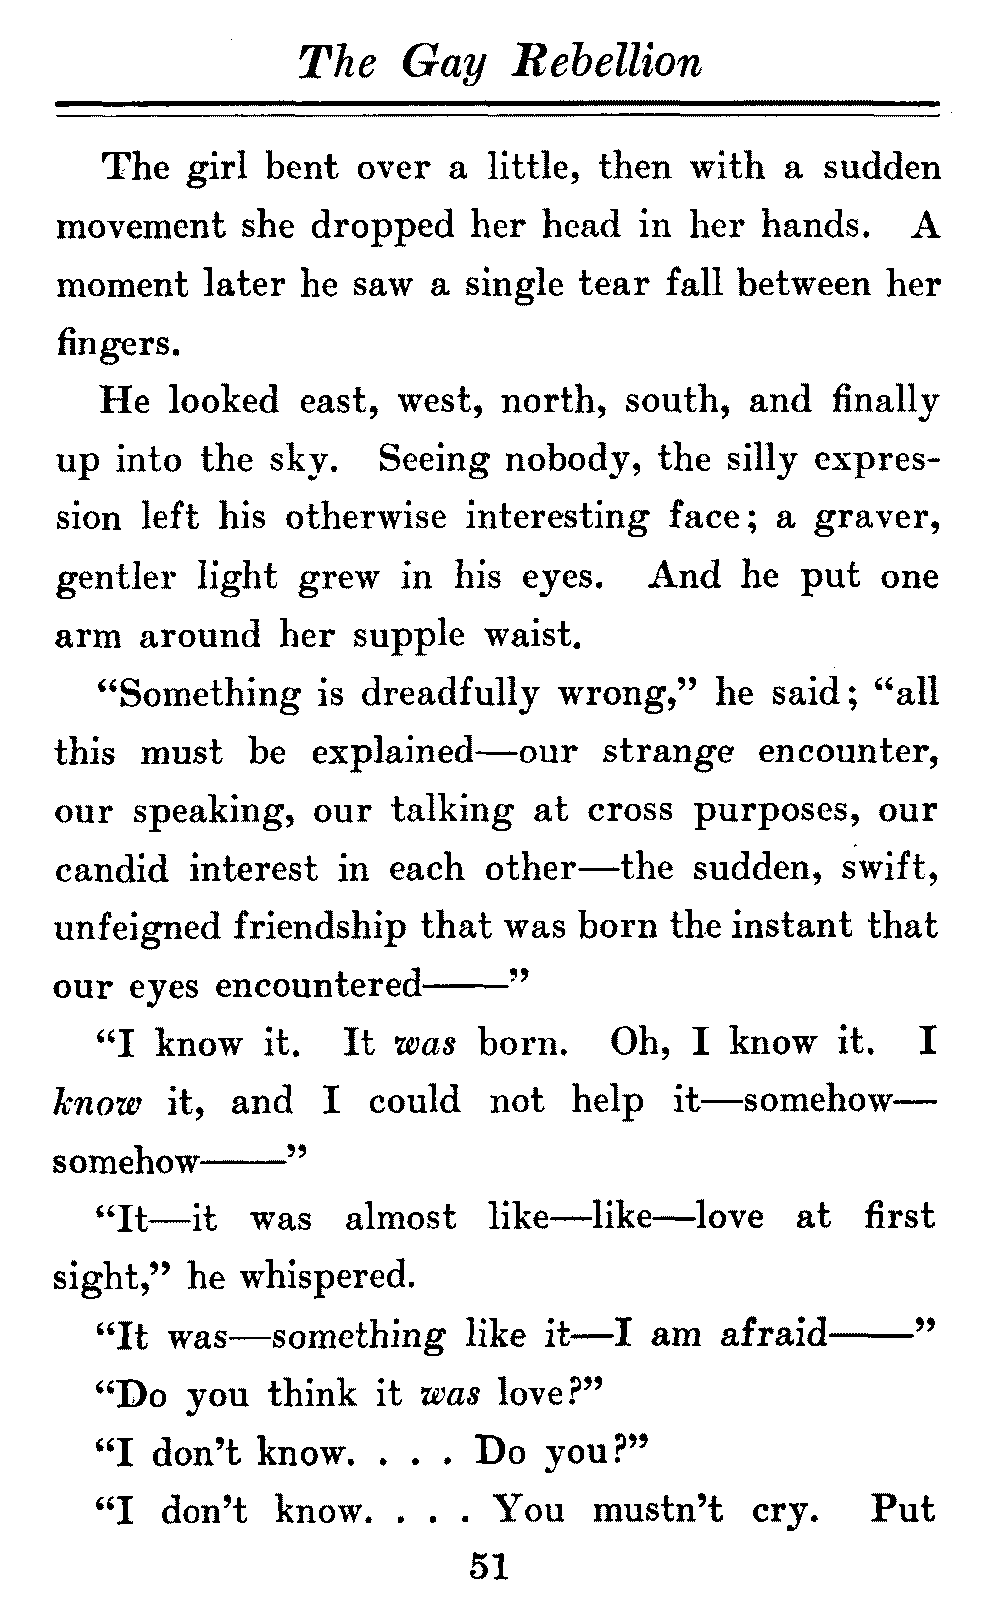 The Gay Rebellion
The girl bent over a little, then with a sudden
movement she dropped her head in her hands. A
moment later he saw a single tear fall between her
fingers.
He looked east, west, north, south, and finally
up into the sky. Seeing nobody, the silly expres-
sion left his otherwise interesting face; a graver,
gentler light grew in his eyes. And he put one
arm around her supple waist.
“Something is dreadfully wrong,” he said; “all
this must be explained—our strange encounter,
our speaking, our talking at cross purposes, our
candid interest in each other—the sudden, swift,
unfeigned friendship that was born the instant that
our eyes encountered——”
“I know it. It was born. Oh, I know it. I
know it, and I could not help it—somehow—
somehow——”
“It—it was almost like—like—love at first
sight,” he whispered.
“It was—something like it—I am afraid——”
“Do you think it was love?”
“I don't know. . . . Do you?”
“I don't know. . . . You mustn't cry. Put
51